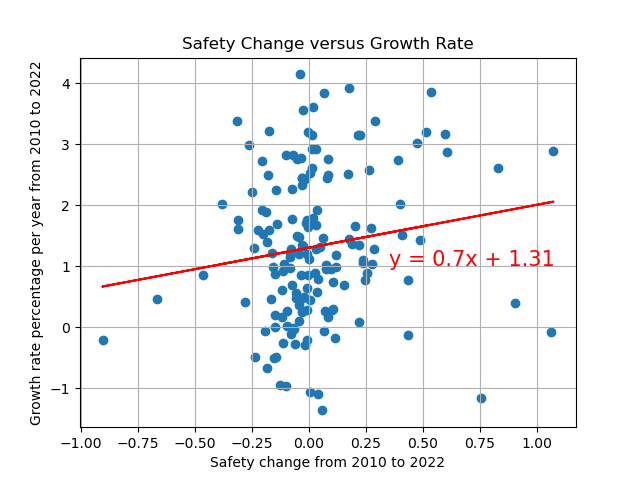 Safety Change versus Growth Rate
Growth rate percentage per year from 2010 to 2022
4
3
2
1
0
−1
y = 0.7x + 1.31
−1.00 −0.75 −0.50 −0.25 0.00 0.25 0.50 0.75 1.00
Safety change from 2010 to 2022